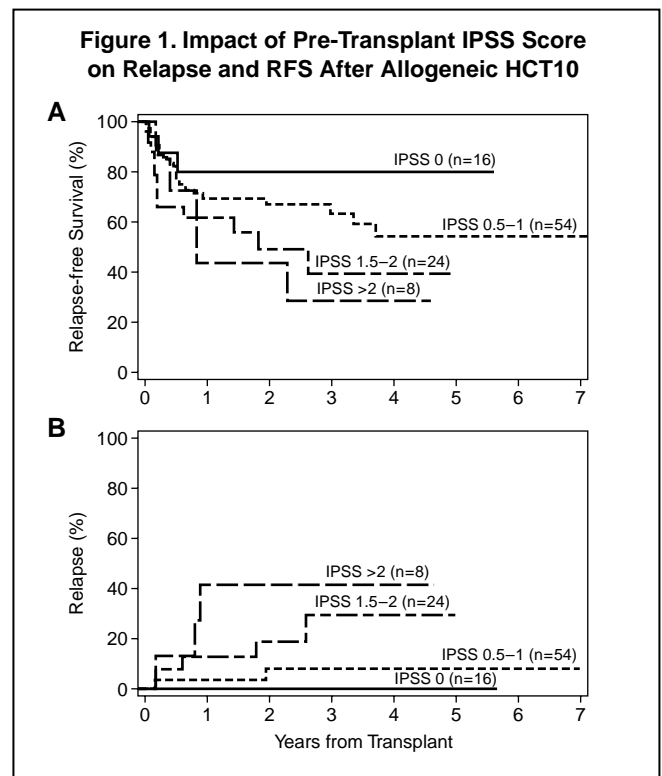 Figure 1. Impact of Pre-Transplant IPSS Score
on Relapse and RFS After Allogeneic HCT10
A
Relapse-free Survival (%)
100
80
60
40
20
0
IPSS 0 (n=16)
IPSS 0.5–1 (n=54)
IPSS 1.5–2 (n=24)
IPSS >2 (n=8)
0 1 2 3 4 5 6 7
B
Relapse (%)
100
80
60
40
20
0
IPSS >2 (n=8)
IPSS 1.5–2 (n=24)
IPSS 0.5–1 (n=54)
IPSS 0 (n=16)
0 1 2 3 4 5 6 7
Years from Transplant